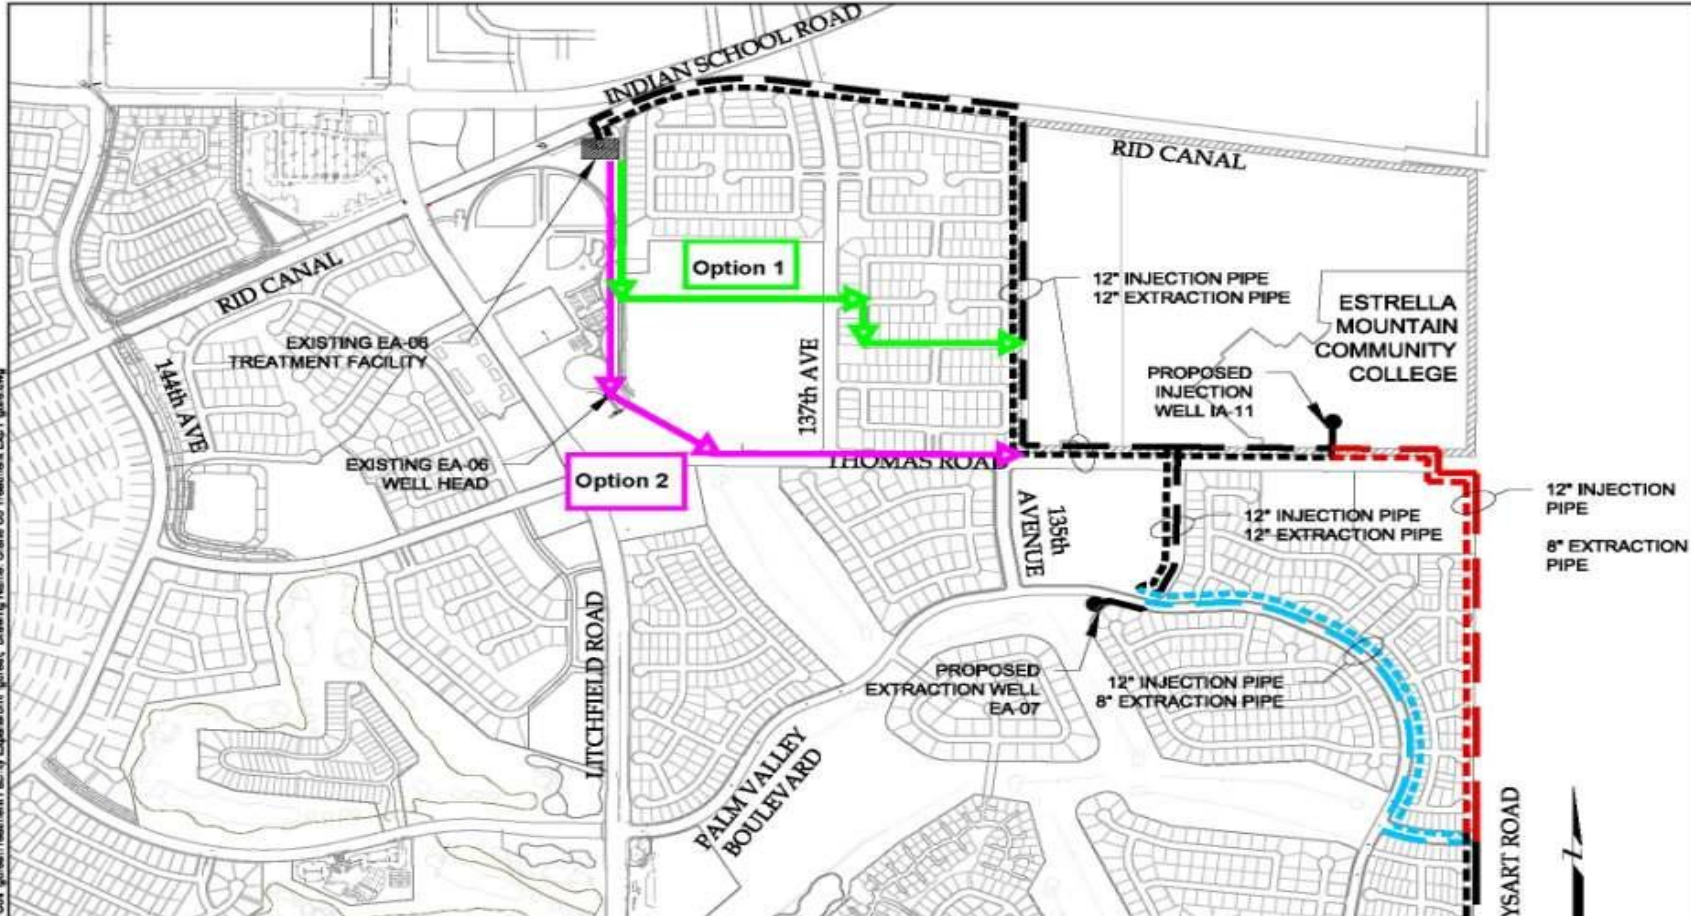 INDIAN SCHOOL ROAD
RID CANAL
Option 1
12" INJECTION PIPE
12" EXTRACTION PIPE
ESTRELLA
MOUNTAIN
COMMUNITY
COLLEGE
RID CANAL
EXISTING EA-06
TREATMENT FACILITY
144th AVE
137th AVE
PROPOSED
INJECTION
WELL IA-11
EXISTING EA-06
WELL HEAD
Option 2
THOMAS ROAD
135th
AVENUE
12" INJECTION PIPE
12" EXTRACTION PIPE
12" INJECTION
PIPE
8" EXTRACTION
PIPE
LITCHFIELD ROAD
PROPOSED
EXTRACTION WELL
EA-07
12" INJECTION PIPE
8" EXTRACTION PIPE
PALM VALLEY
BOULEVARD
YSART ROAD